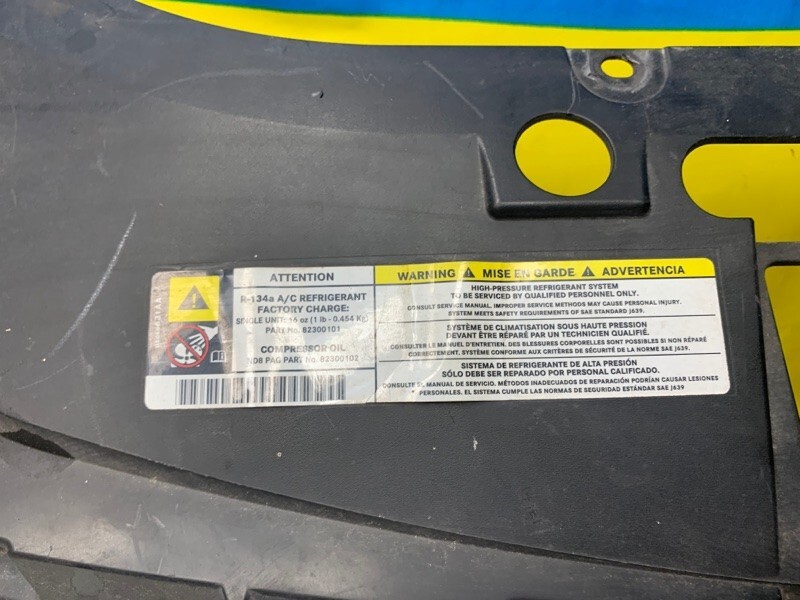 ATTENTION
R-134a A/C REFRIGERANT
FACTORY CHARGE:
SINGLE UNIT: 16 oz (1 lb - 0.454 Kg)
PART No. 82300101
COMPRESSOR OIL
ND8 PAG PART No. 82300102
WARNING MISE EN GARDE ADVERTENCIA
HIGH-PRESSURE REFRIGERANT SYSTEM
TO BE SERVICED BY QUALIFIED PERSONNEL ONLY.
CONSULT SERVICE MANUAL. IMPROPER SERVICE METHODS MAY CAUSE PERSONAL INJURY.
SYSTEM MEETS SAFETY REQUIREMENTS OF SAE STANDARD J639.
SYSTÈME DE CLIMATISATION SOUS HAUTE PRESSION
DEVANT ÊTRE RÉPARÉ PAR UN TECHNICIEN QUALIFIÉ.
CONSULTER LE MANUEL D'ENTRETIEN. DES BLESSURES CORPORELLES SONT POSSIBLES SI NON RÉPARÉ
CORRECTEMENT. SYSTÈME CONFORME AUX CRITÈRES DE SÉCURITÉ DE LA NORME SAE J639.
SISTEMA DE REFRIGERANTE DE ALTA PRESIÓN
SÓLO DEBE SER REPARADO POR PERSONAL CALIFICADO.
CONSULTE EL MANUAL DE SERVICIO. MÉTODOS INADECUADOS DE REPARACIÓN PODRÍAN CAUSAR LESIONES
PERSONALES. EL SISTEMA CUMPLE LAS NORMAS DE SEGURIDAD ESTÁNDAR SAE J639